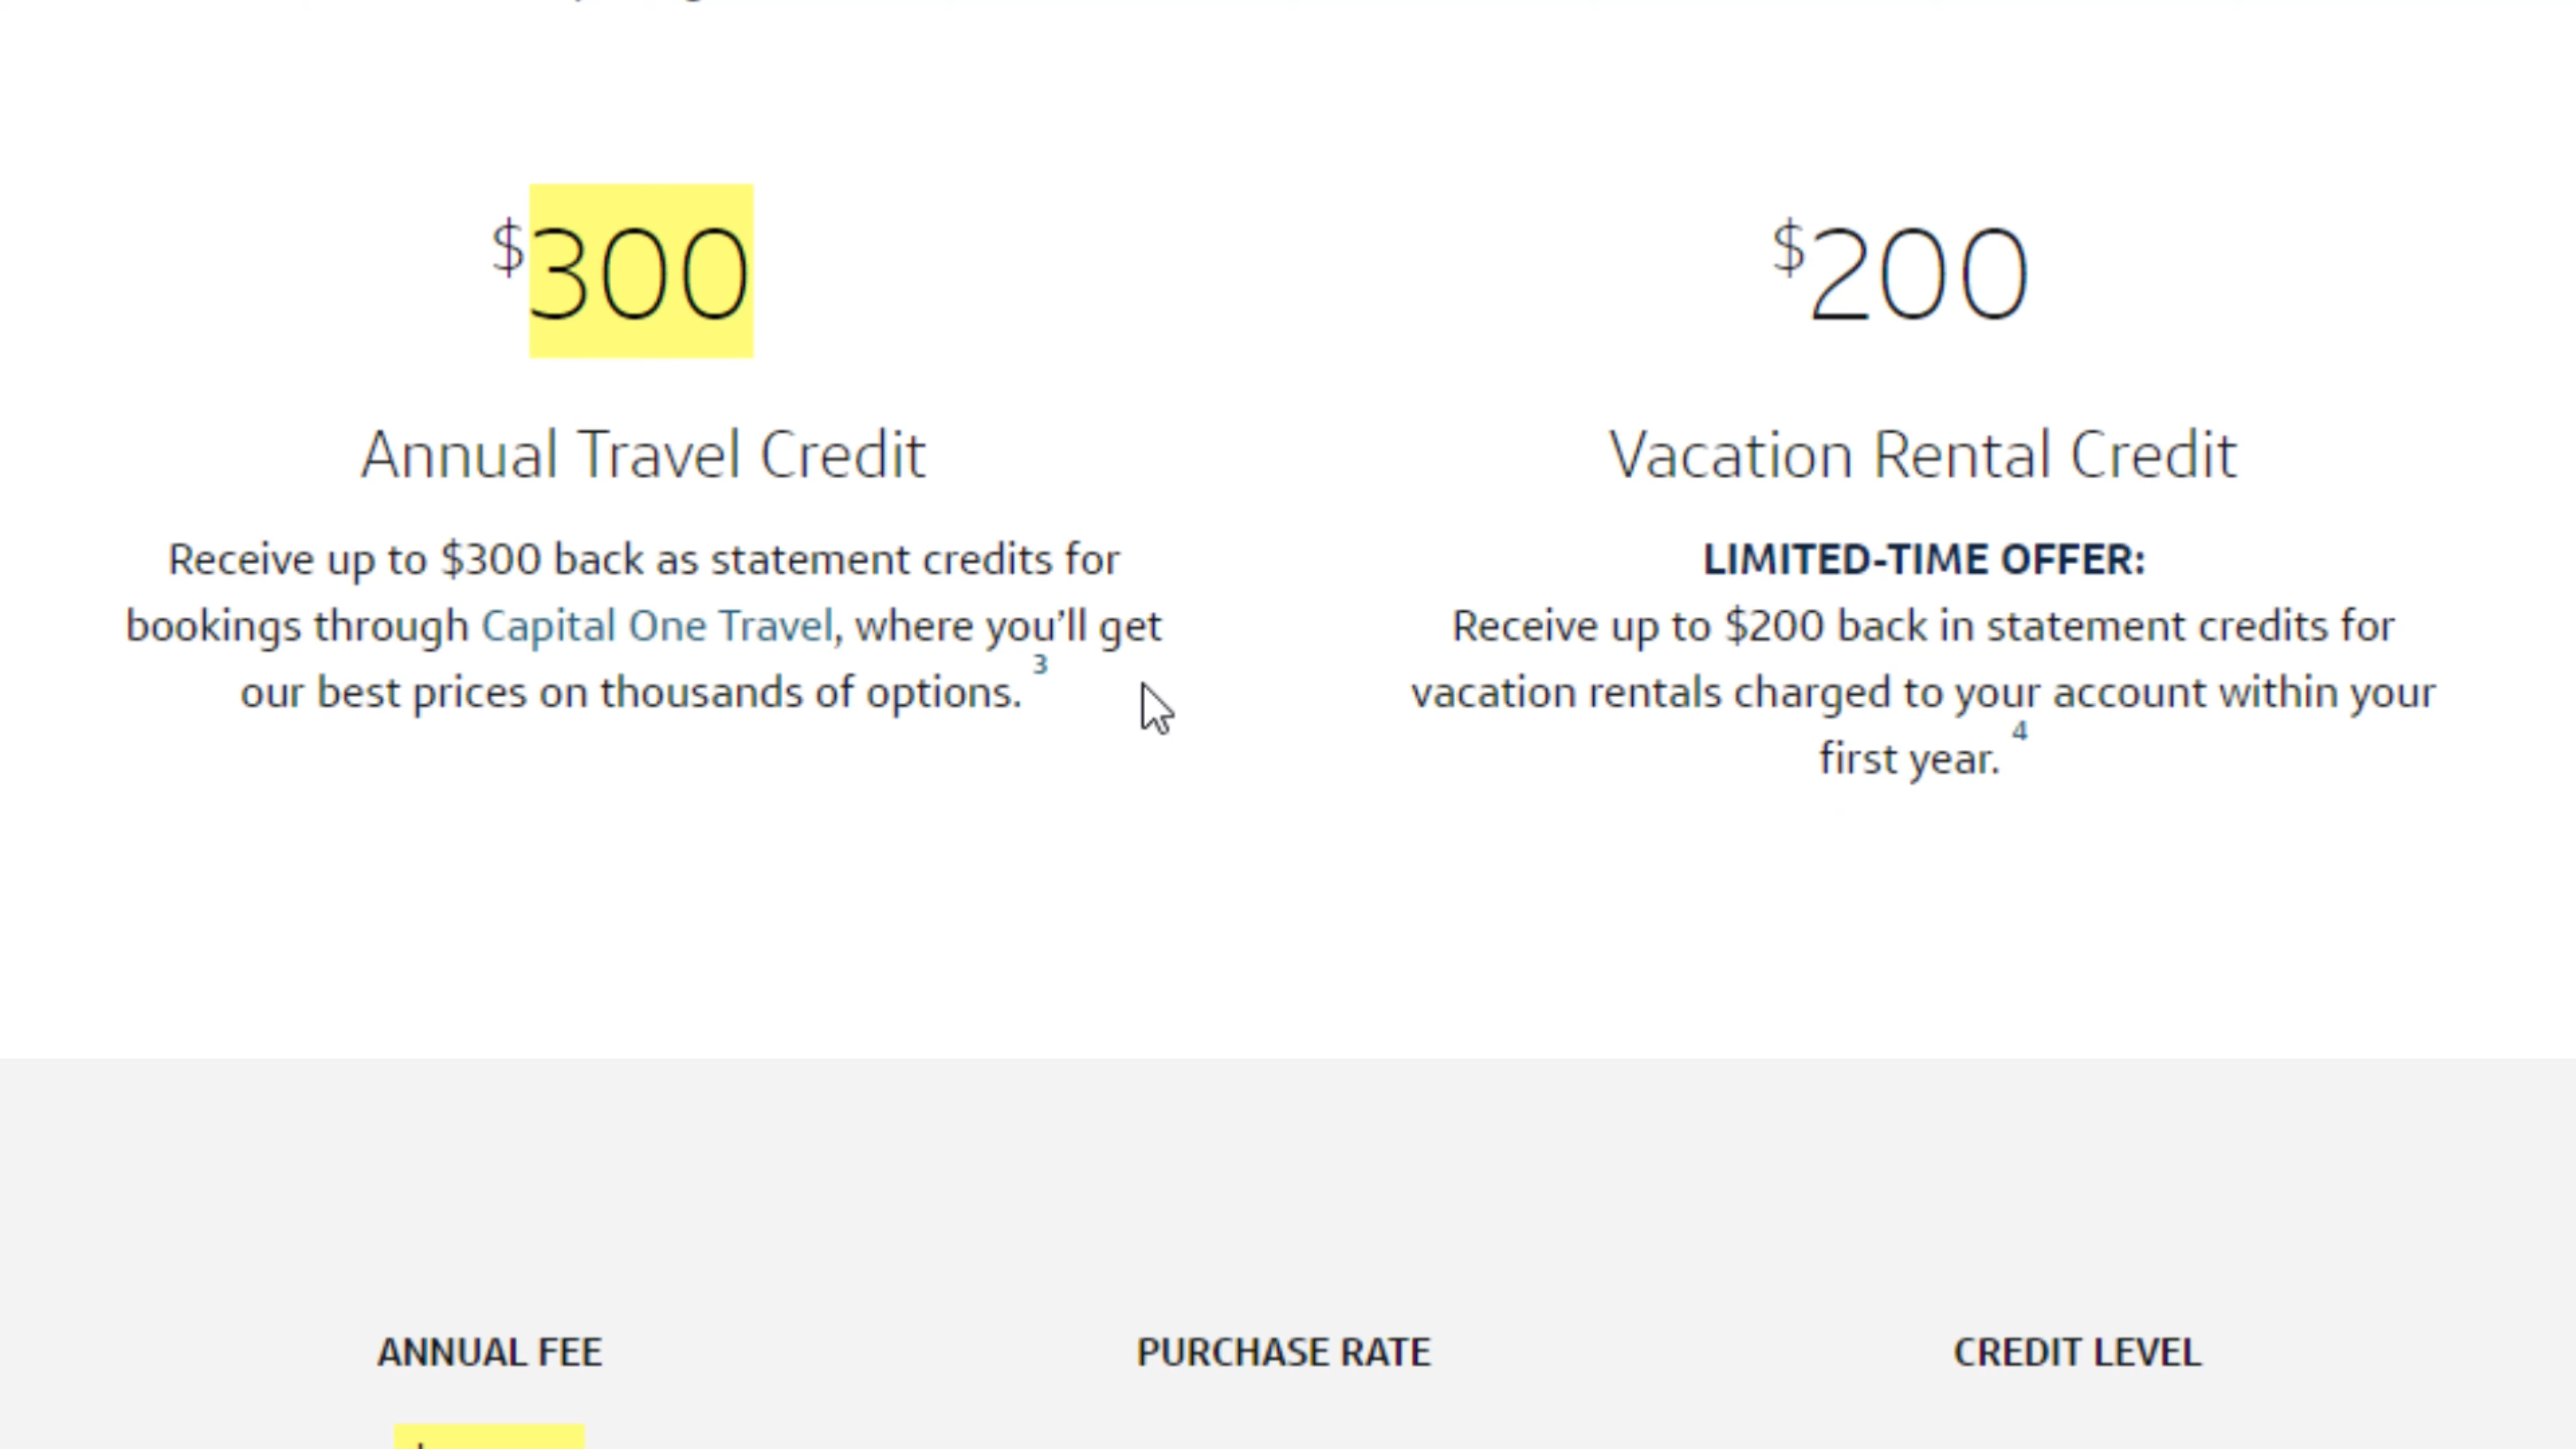 $300
Annual Travel Credit
Receive up to $300 back as statement credits for
bookings through Capital One Travel, where you'll get
our best prices on thousands of options. 3
$200
Vacation Rental Credit
LIMITED-TIME OFFER:
Receive up to $200 back in statement credits for
vacation rentals charged to your account within your
first year. 4
ANNUAL FEE
PURCHASE RATE
CREDIT LEVEL